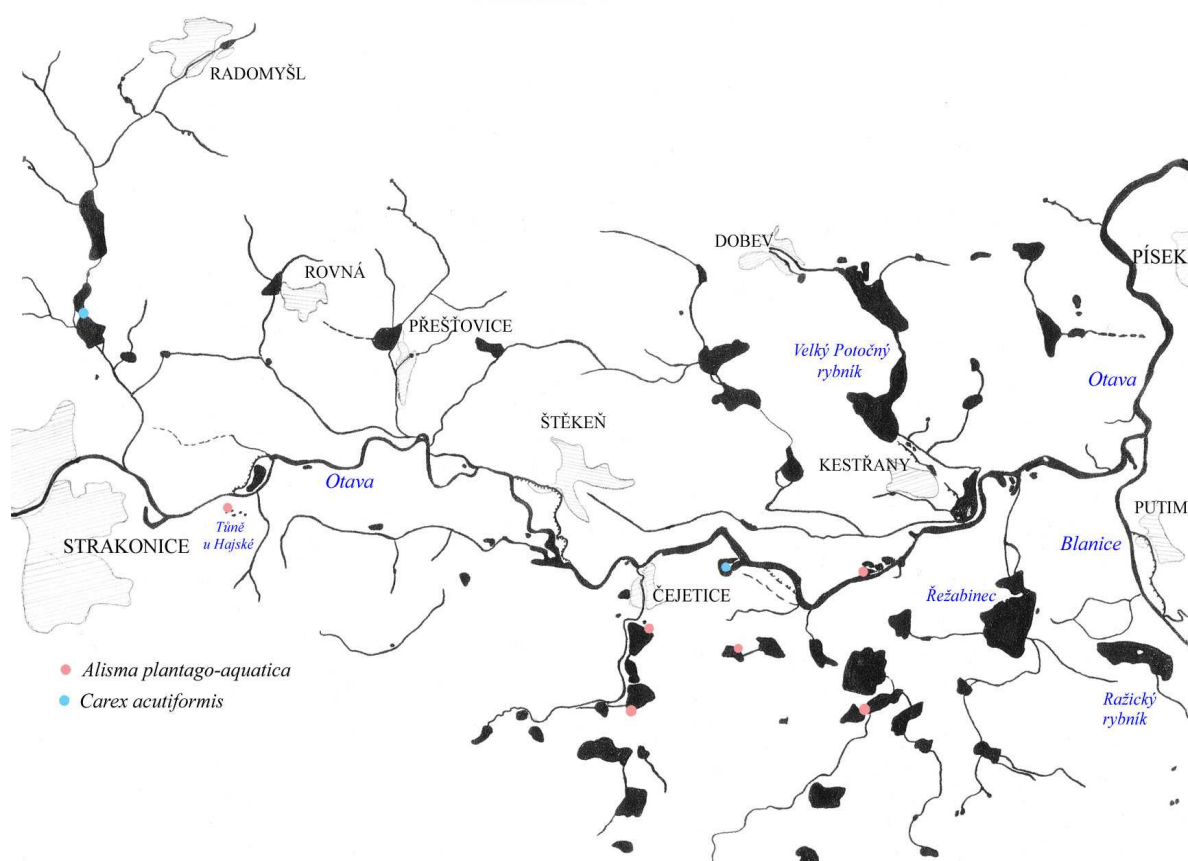 RADOMYŠL
DOBEV
PÍSEK
ROVNÁ
PŘEŠŤOVICE
Velký Potočný
rybník
Otava
ŠTĚKEŇ
KESTŘANY
Otava
PUTIM
Tůně
u Hajské
STRAKONICE
Blanice
ČEJETICE
Řežabinec
Alisma plantago-aquatica
Carex acutiformis
Ražický
rybník